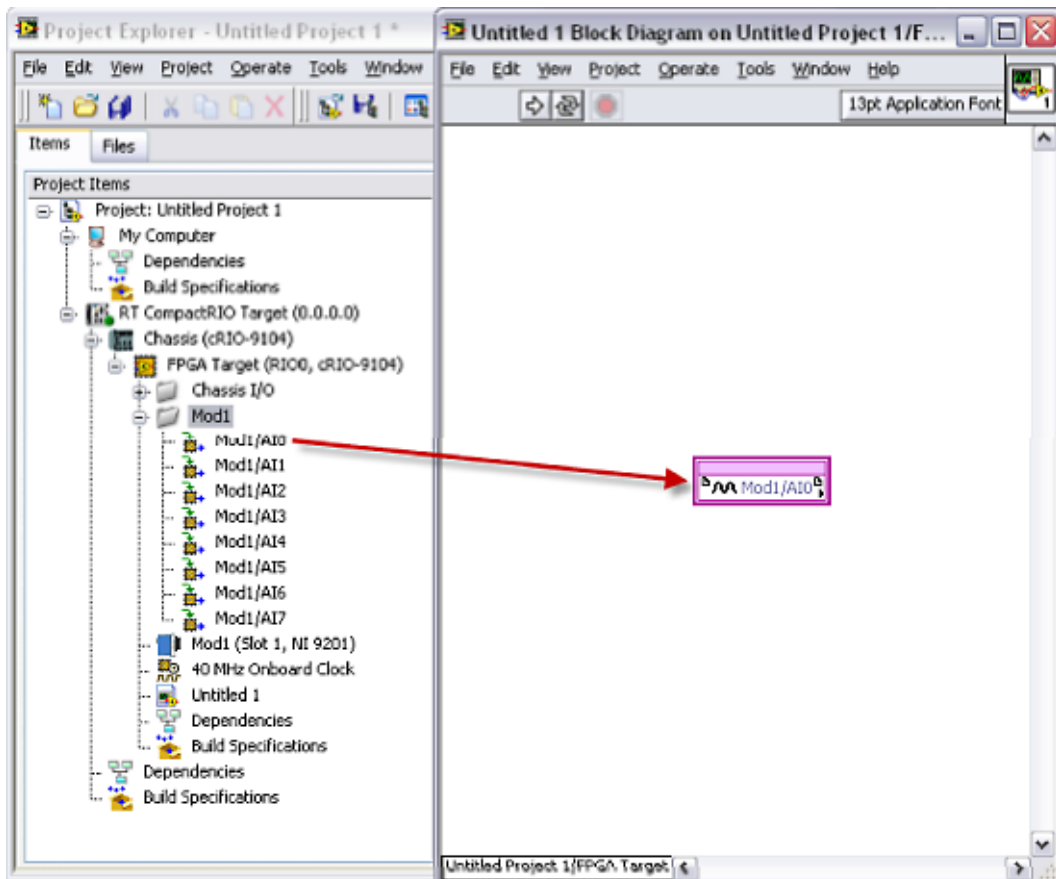 Project Explorer - Untitled Project 1 *
File Edit View Project Operate Tools Window
Items Files
Project Items
Project: Untitled Project 1
My Computer
Dependencies
Build Specifications
RT CompactRIO Target (0.0.0.0)
Chassis (cRIO-9104)
FPGA Target (RIO0, cRIO-9104)
Chassis I/O
Mod1
Mod1/AI0
Mod1/AI1
Mod1/AI2
Mod1/AI3
Mod1/AI4
Mod1/AI5
Mod1/AI6
Mod1/AI7
Mod1 (Slot 1, NI 9201)
40 MHz Onboard Clock
Untitled 1
Dependencies
Build Specifications
Dependencies
Build Specifications
Untitled 1 Block Diagram on Untitled Project 1/F...
File Edit View Project Operate Tools Window Help
13pt Application Font
1
Mod1/AI0
Untitled Project 1/FPGA Target